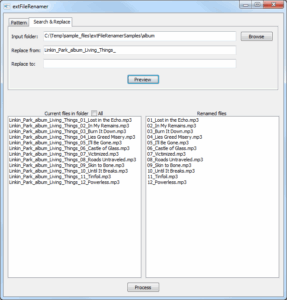 extFileRenamer
Pattern Search & Replace
Input folder: C:\Temp\sample_files\extFileRenamerSamples\album Browse
Replace from: Linkin_Park_album_Living_Things_
Replace to:
Preview
Current files in folder All Renamed files
Linkin_Park_album_Living_Things_01_Lost in the Echo.mp3 01_Lost in the Echo.mp3
Linkin_Park_album_Living_Things_02_In My Remains.mp3 02_In My Remains.mp3
Linkin_Park_album_Living_Things_03_Burn It Down.mp3 03_Burn It Down.mp3
Linkin_Park_album_Living_Things_04_Lies Greed Misery.mp3 04_Lies Greed Misery.mp3
Linkin_Park_album_Living_Things_05_I'll Be Gone.mp3 05_I'll Be Gone.mp3
Linkin_Park_album_Living_Things_06_Castle of Glass.mp3 06_Castle of Glass.mp3
Linkin_Park_album_Living_Things_07_Victimized.mp3 07_Victimized.mp3
Linkin_Park_album_Living_Things_08_Roads Untraveled.mp3 08_Roads Untraveled.mp3
Linkin_Park_album_Living_Things_09_Skin to Bone.mp3 09_Skin to Bone.mp3
Linkin_Park_album_Living_Things_10_Until It Breaks.mp3 10_Until It Breaks.mp3
Linkin_Park_album_Living_Things_11_Tinfoil.mp3 11_Tinfoil.mp3
Linkin_Park_album_Living_Things_12_Powerless.mp3 12_Powerless.mp3
Process